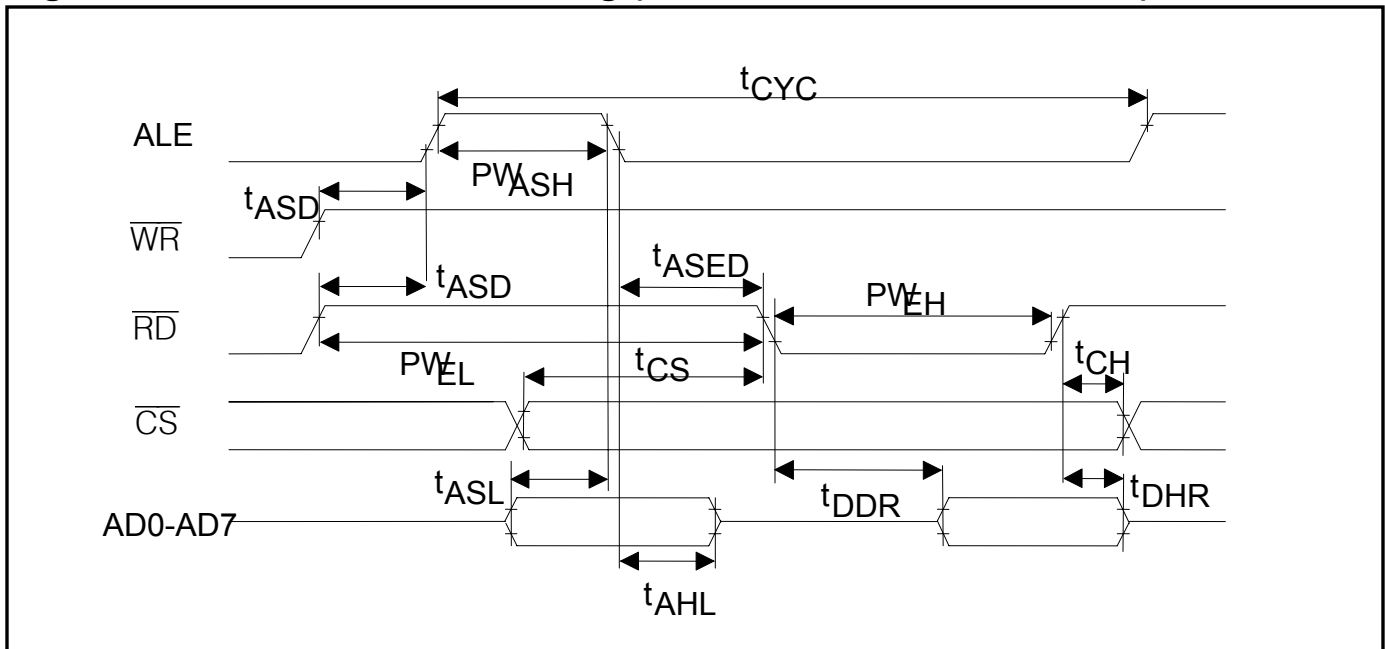 tCYC
ALE
PWASH
tASD
WR
tASED
tASD
PWEH
RD
tCH
PWEL
tCS
CS
tASL
tDDR
tDHR
AD0-AD7
tAHL